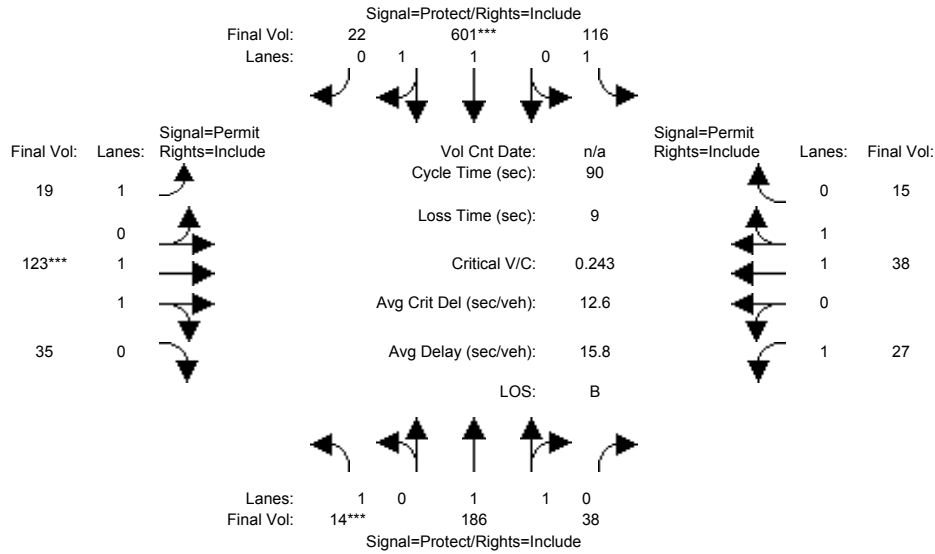 Signal=Protect/Rights=Include
Final Vol: 22 601*** 116
Lanes: 0 1 1 0 1
Signal=Permit
Final Vol: Lanes: Rights=Include
Vol Cnt Date: n/a
Signal=Permit
Rights=Include Lanes: Final Vol:
Cycle Time (sec): 90
19 1
0 15
Loss Time (sec): 9
0
1
123*** 1
Critical V/C: 0.243
1 38
1
Avg Crit Del (sec/veh): 12.6
0
35 0
Avg Delay (sec/veh): 15.8
1 27
LOS: B
Lanes: 1 0 1 1 0
Final Vol: 14*** 186 38
Signal=Protect/Rights=Include